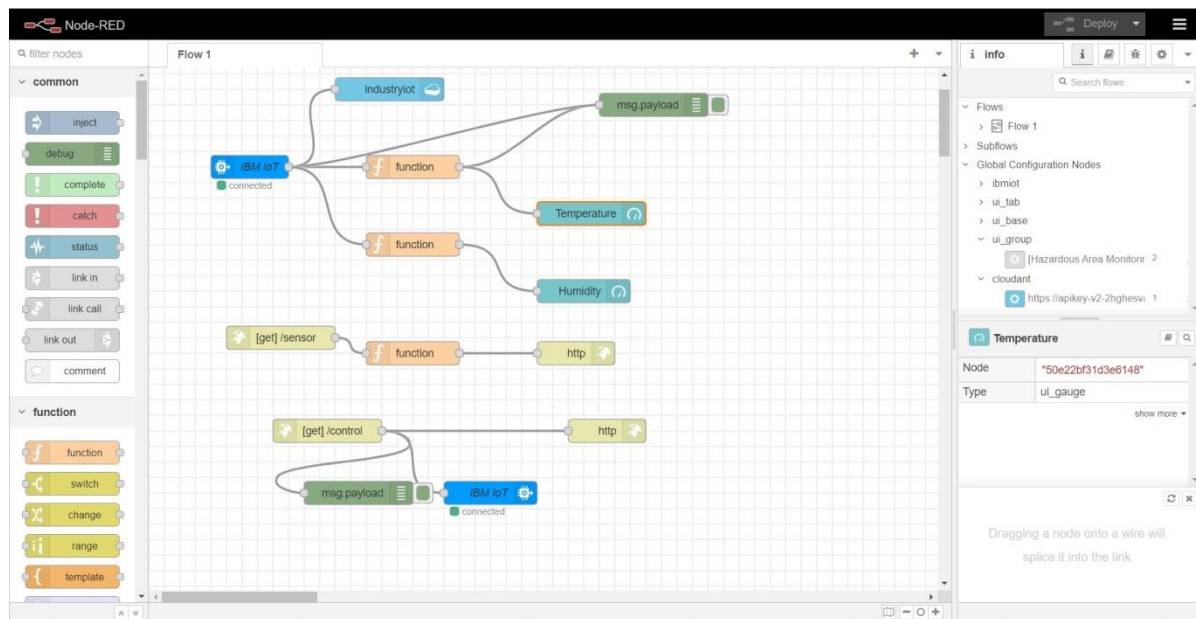 Node-RED
Deploy
filter nodes
common
inject
debug
complete
catch
status
link in
link call
link out
comment
function
function
switch
change
range
template
Flow 1
industryiot
msg.payload
IBM IoT
connected
function
Temperature
function
Humidity
[get] /sensor
function
http
[get] /control
http
msg.payload
IBM IoT
connected
i info
i
Search flows
Flows
Flow 1
Subflows
Global Configuration Nodes
ibmiot
ui_tab
ui_base
ui_group
[Hazardous Area Monitorir 2
cloudant
https://apikey-v2-2hghesv 1
Temperature
Node "50e22bf31d3e6148"
Type ui_gauge
show more
Dragging a node onto a wire will
splice it into the link